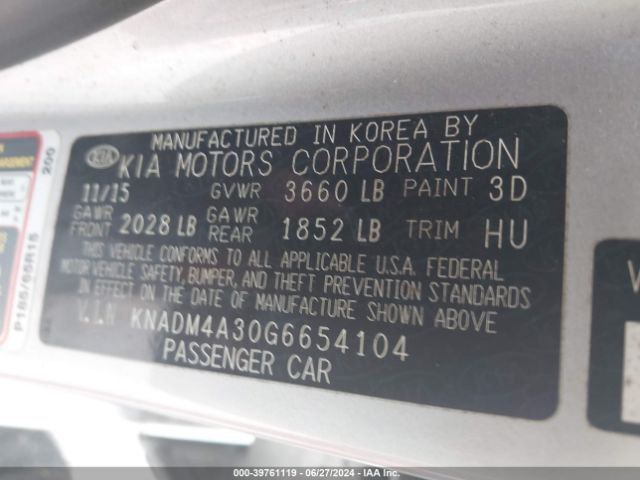 MANUFACTURED IN KOREA BY
KIA KIA MOTORS CORPORATION
11/15 GVWR 3660 LB PAINT 3D
GAWR FRONT 2028 LB GAWR REAR 1852 LB TRIM HU
THIS VEHICLE CONFORMS TO ALL APPLICABLE U.S.A. FEDERAL
MOTOR VEHICLE SAFETY, BUMPER, AND THEFT PREVENTION STANDARDS
IN EFFECT ON THE DATE OF MANUFACTURE SHOWN ABOVE
V.I.N KNADM4A30G6654104
PASSENGER CAR
200
P185/65R15
V
000-39761119 - 06/27/2024 - IAAI.COM